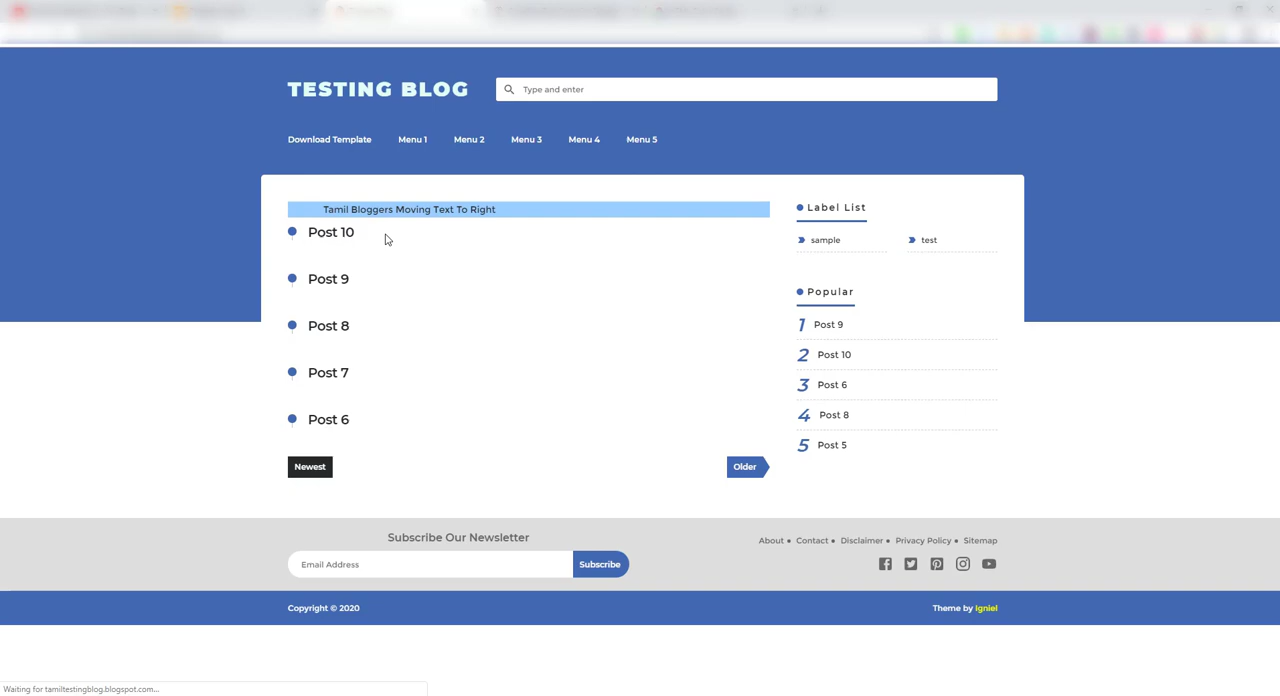 TESTING BLOG
Type and enter
Download Template Menu 1 Menu 2 Menu 3 Menu 4 Menu 5
Tamil Bloggers Moving Text To Right
Post 10
Post 9
Post 8
Post 7
Post 6
Newest
Older
Label List
sample test
Popular
1 Post 9
2 Post 10
3 Post 6
4 Post 8
5 Post 5
Subscribe Our Newsletter
Email Address Subscribe
About • Contact • Disclaimer • Privacy Policy • Sitemap
Copyright © 2020
Theme by Igniel
Waiting for tamiltestingblog.blogspot.com...